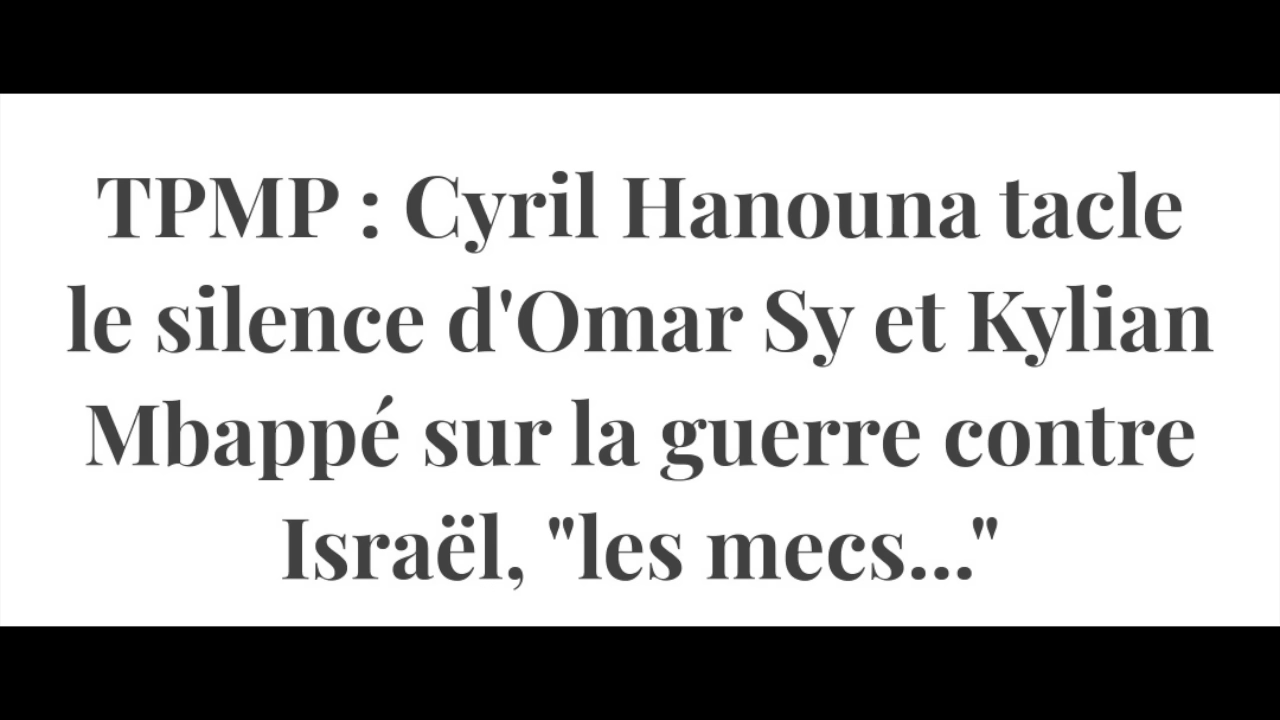 TPMP : Cyril Hanouna tacle
le silence d'Omar Sy et Kylian
Mbappé sur la guerre contre
Israël, "les mecs..."